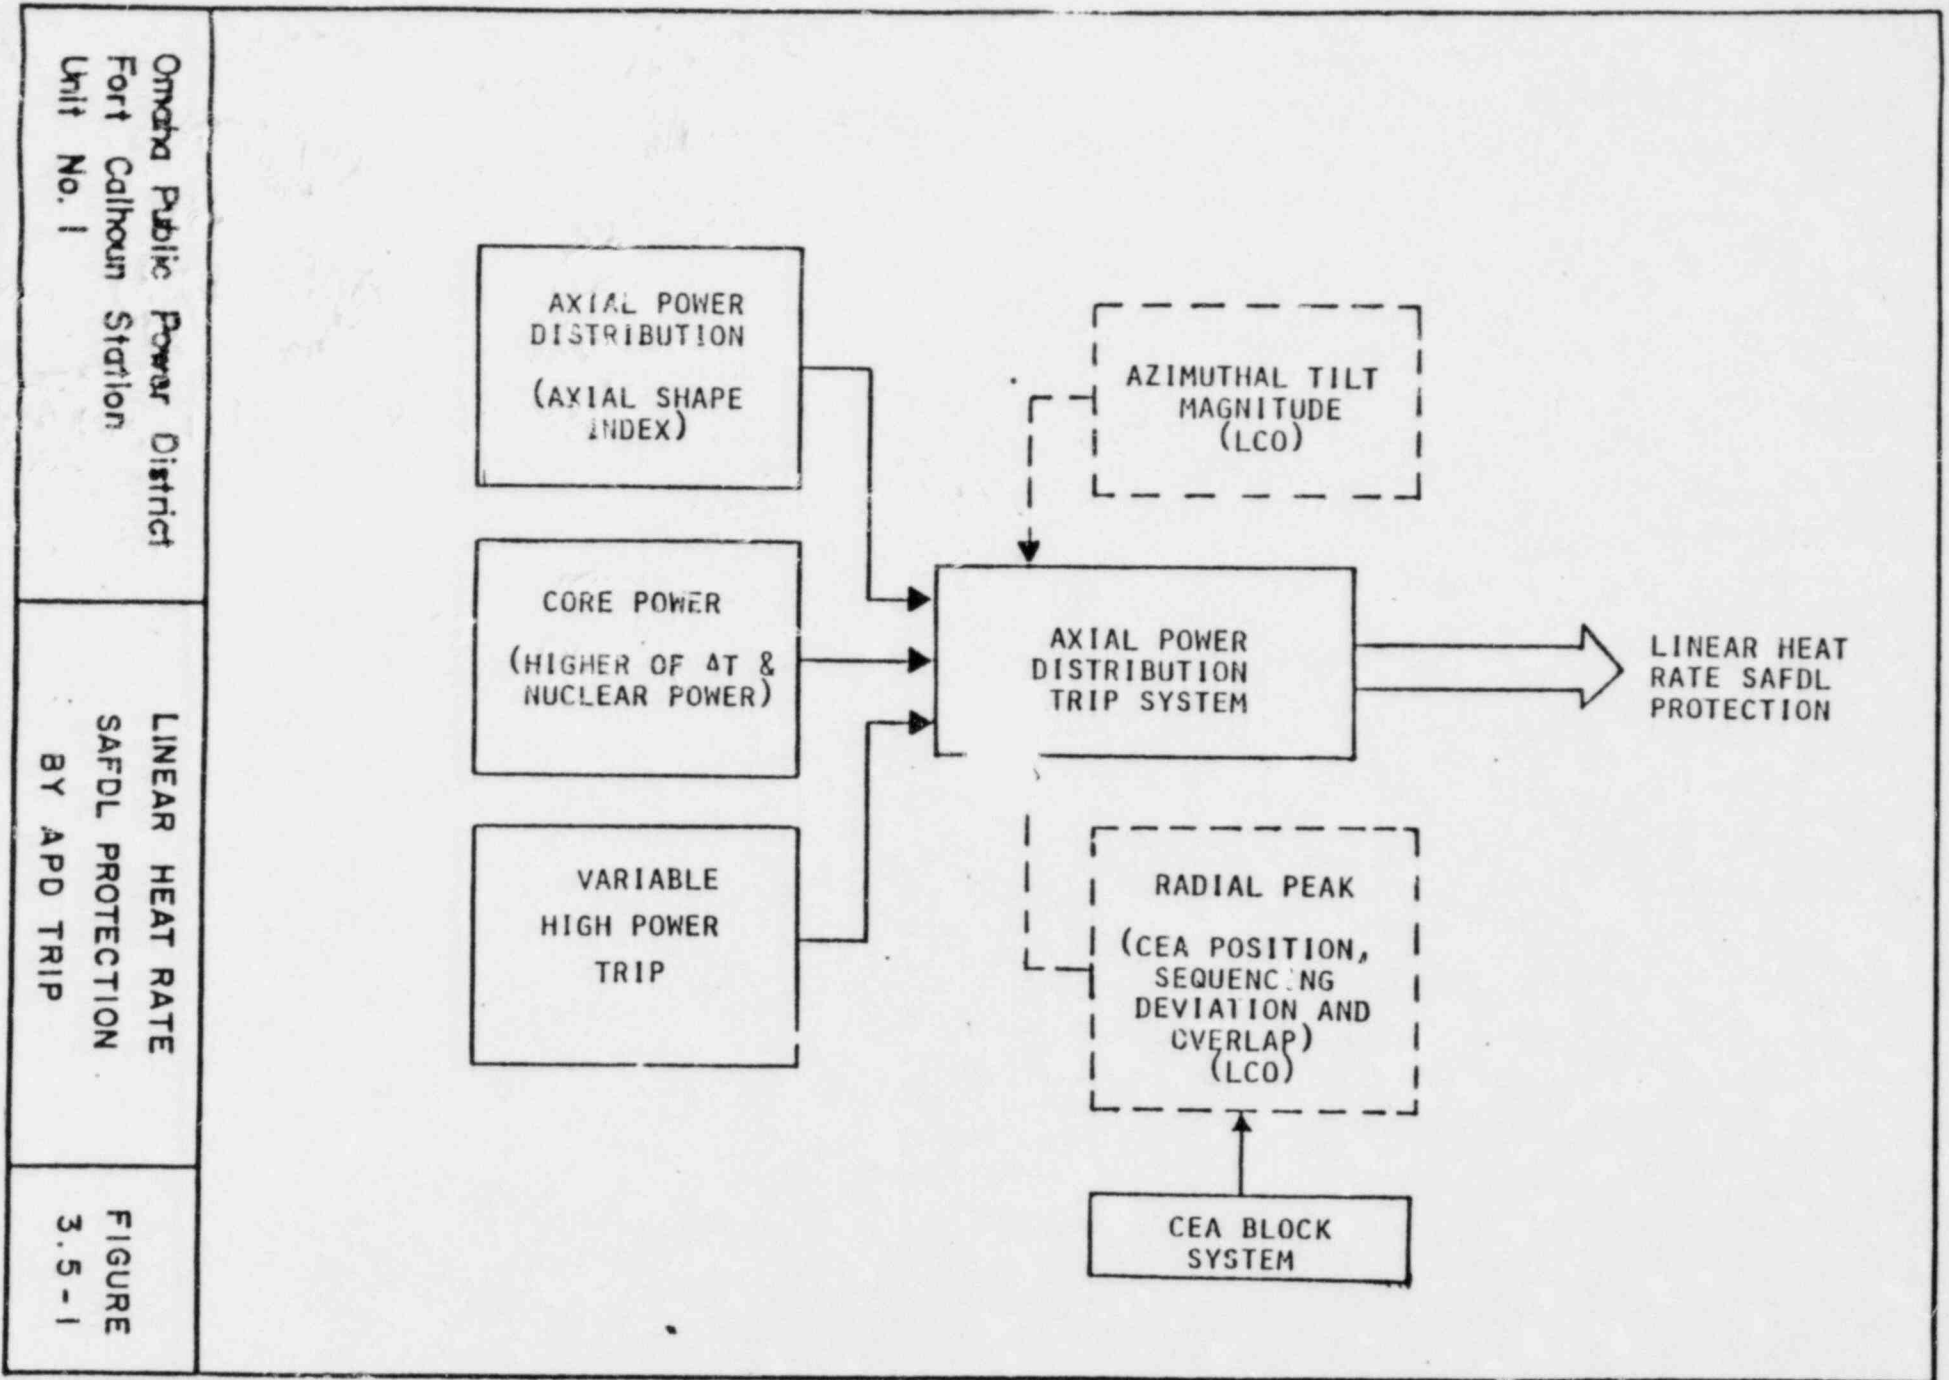 Omaha Public Power District
Fort Calhoun Station
Unit No. 1
LINEAR HEAT RATE
SAFDL PROTECTION
BY APD TRIP
FIGURE
3.5-1
AXIAL POWER
DISTRIBUTION
(AXIAL SHAPE
INDEX)
CORE POWER
(HIGHER OF ΔT &
NUCLEAR POWER)
VARIABLE
HIGH POWER
TRIP
AZIMUTHAL TILT
MAGNITUDE
(LCO)
AXIAL POWER
DISTRIBUTION
TRIP SYSTEM
RADIAL PEAK
(CEA POSITION,
SEQUENCING
DEVIATION AND
OVERLAP)
(LCO)
CEA BLOCK
SYSTEM
LINEAR HEAT
RATE SAFDL
PROTECTION